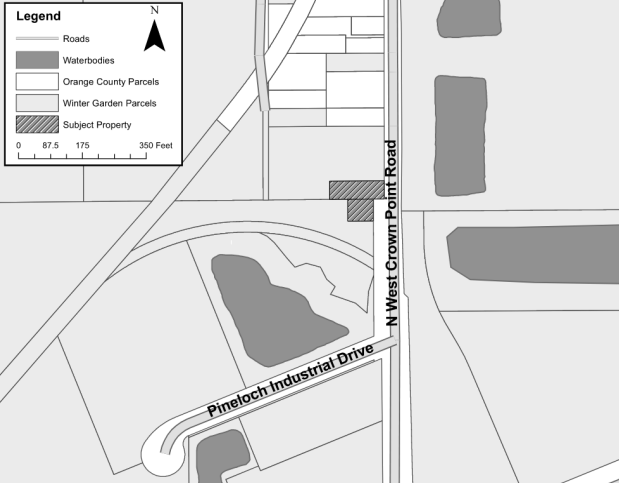 Legend
N
Roads
Waterbodies
Orange County Parcels
Winter Garden Parcels
Subject Property
0 87.5 175 350 Feet
N West Crown Point Road
Pineloch Industrial Drive